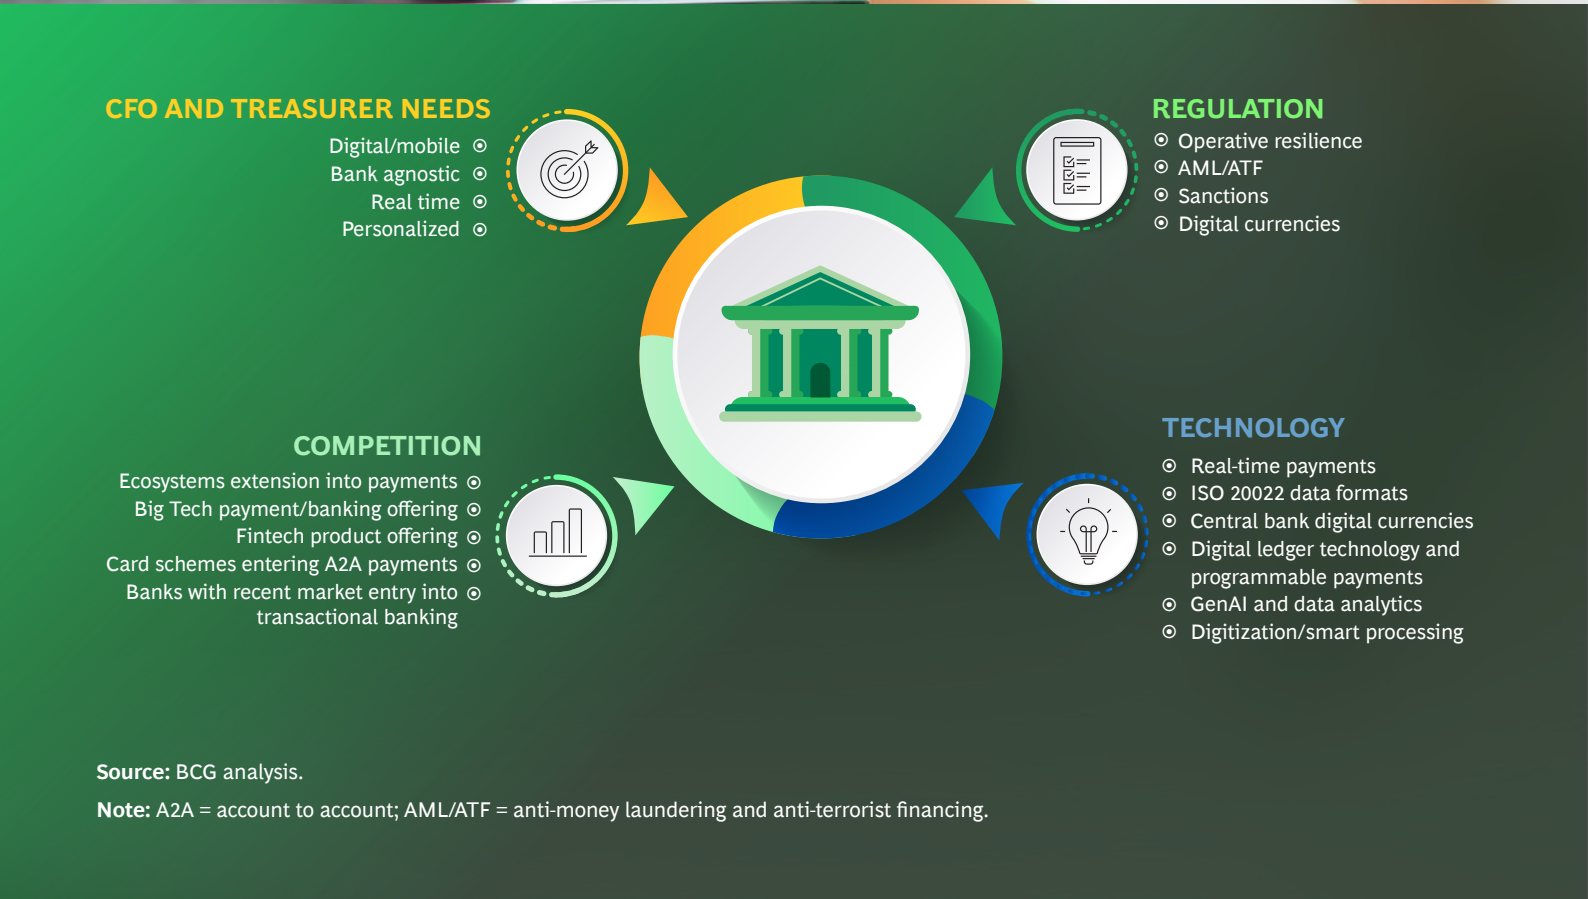 CFO AND TREASURER NEEDS
Digital/mobile
Bank agnostic
Real time
Personalized
REGULATION
Operative resilience
AML/ATF
Sanctions
Digital currencies
COMPETITION
Ecosystems extension into payments
Big Tech payment/banking offering
Fintech product offering
Card schemes entering A2A payments
Banks with recent market entry into
transactional banking
TECHNOLOGY
Real-time payments
ISO 20022 data formats
Central bank digital currencies
Digital ledger technology and
programmable payments
GenAI and data analytics
Digitization/smart processing
Source: BCG analysis.
Note: A2A = account to account; AML/ATF = anti-money laundering and anti-terrorist financing.